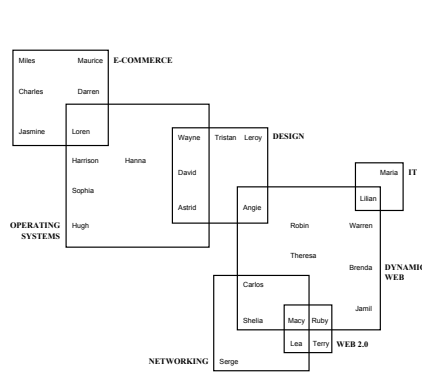 Miles Maurice E-COMMERCE
Charles Darren
Jasmine Loren
Wayne Tristan Leroy DESIGN
Harrison Hanna
David
Maria IT
Sophia
Lilian
Astrid Angie
OPERATING Hugh Robin Warren
SYSTEMS
Theresa
Brenda DYNAMIC
WEB
Carlos
Jamil
Shelia Macy Ruby
Lea Terry WEB 2.0
NETWORKING Serge